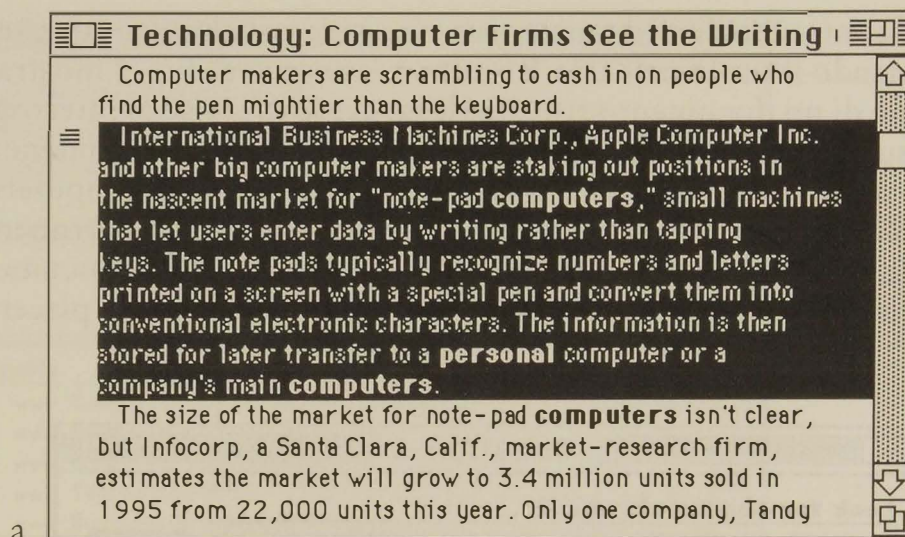 Technology: Computer Firms See the Writing
Computer makers are scrambling to cash in on people who
find the pen mightier than the keyboard.
International Business Machines Corp., Apple Computer Inc.
and other big computer makers are staking out positions in
the nascent market for "note-pad computers," small machines
that let users enter data by writing rather than tapping
keys. The note pads typically recognize numbers and letters
printed on a screen with a special pen and convert them into
conventional electronic characters. The information is then
stored for later transfer to a personal computer or a
company's main computers.
The size of the market for note-pad computers isn't clear,
but Infocorp, a Santa Clara, Calif., market-research firm,
estimates the market will grow to 3.4 million units sold in
1995 from 22,000 units this year. Only one company, Tandy
a